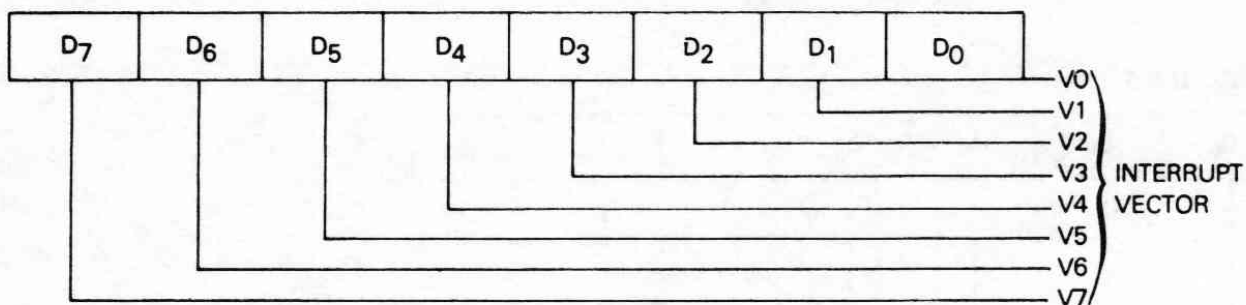 D7 D6 D5 D4 D3 D2 D1 D0
V0
V1
V2
V3
V4
V5
V6
V7
INTERRUPT
VECTOR